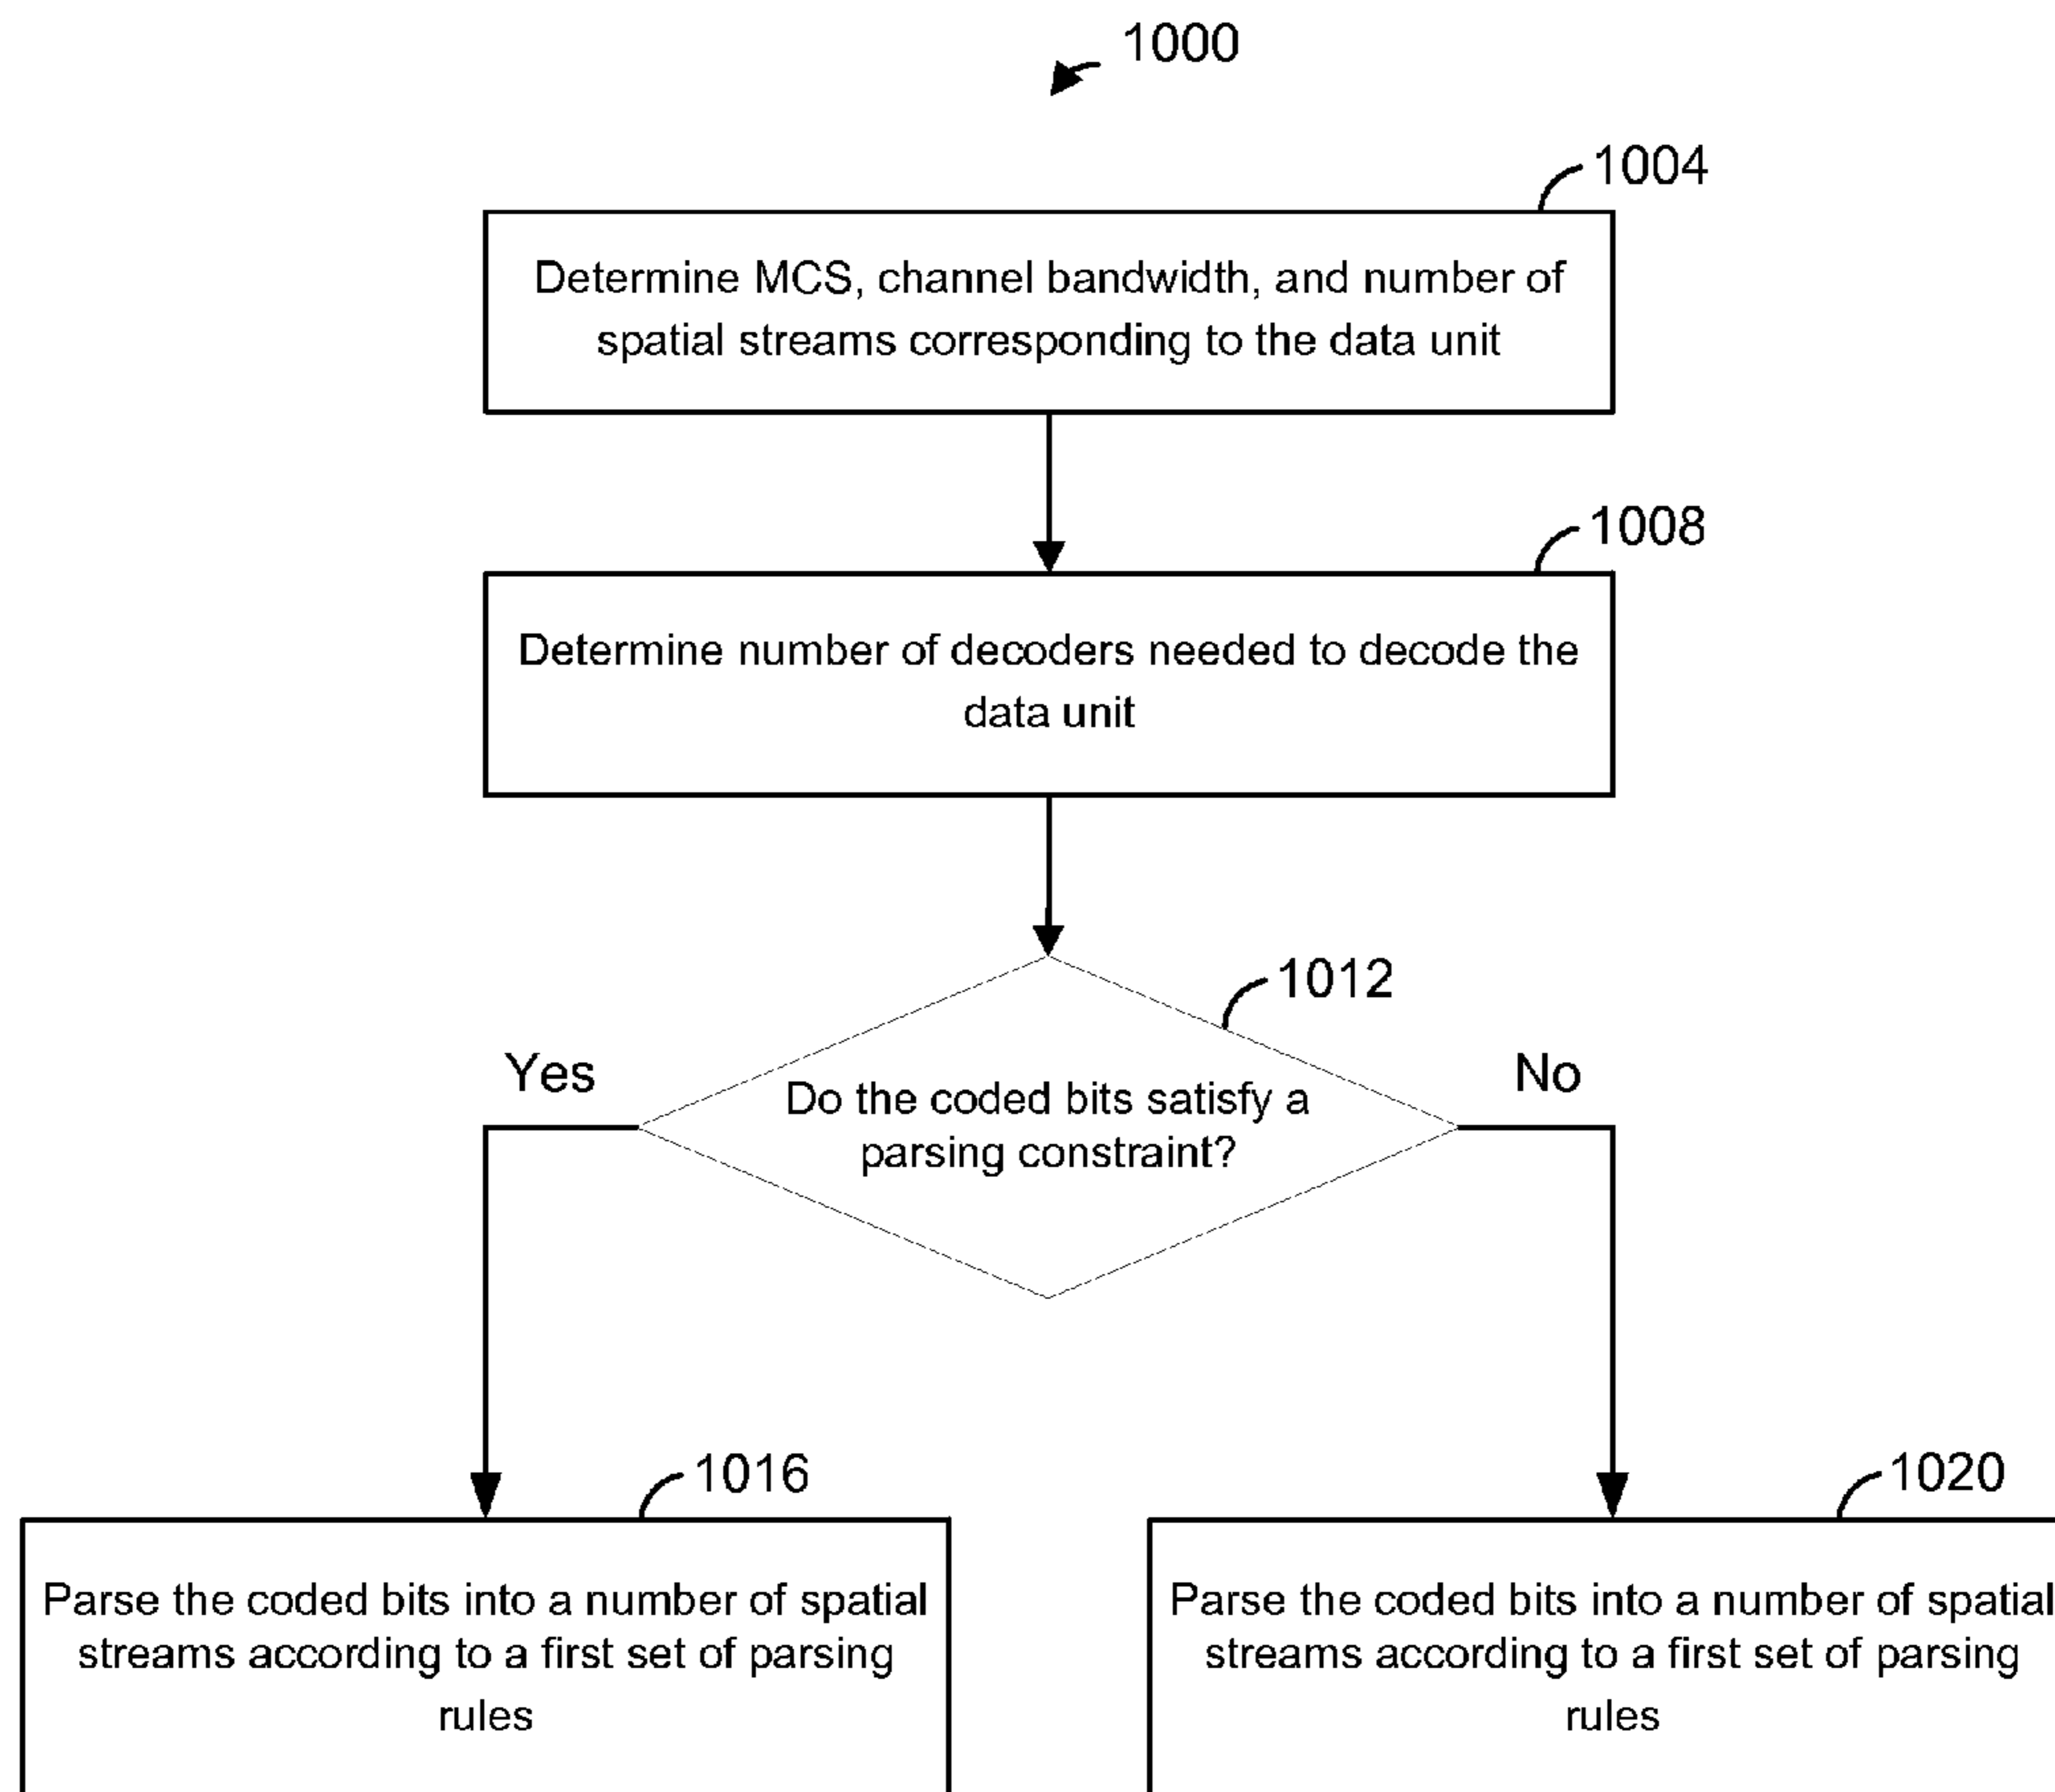 1000
1004
Determine MCS, channel bandwidth, and number of
spatial streams corresponding to the data unit
1008
Determine number of decoders needed to decode the
data unit
1012
Yes
No
Do the coded bits satisfy a
parsing constraint?
1016
1020
Parse the coded bits into a number of spatial
streams according to a first set of parsing
rules
Parse the coded bits into a number of spatial
streams according to a first set of parsing
rules